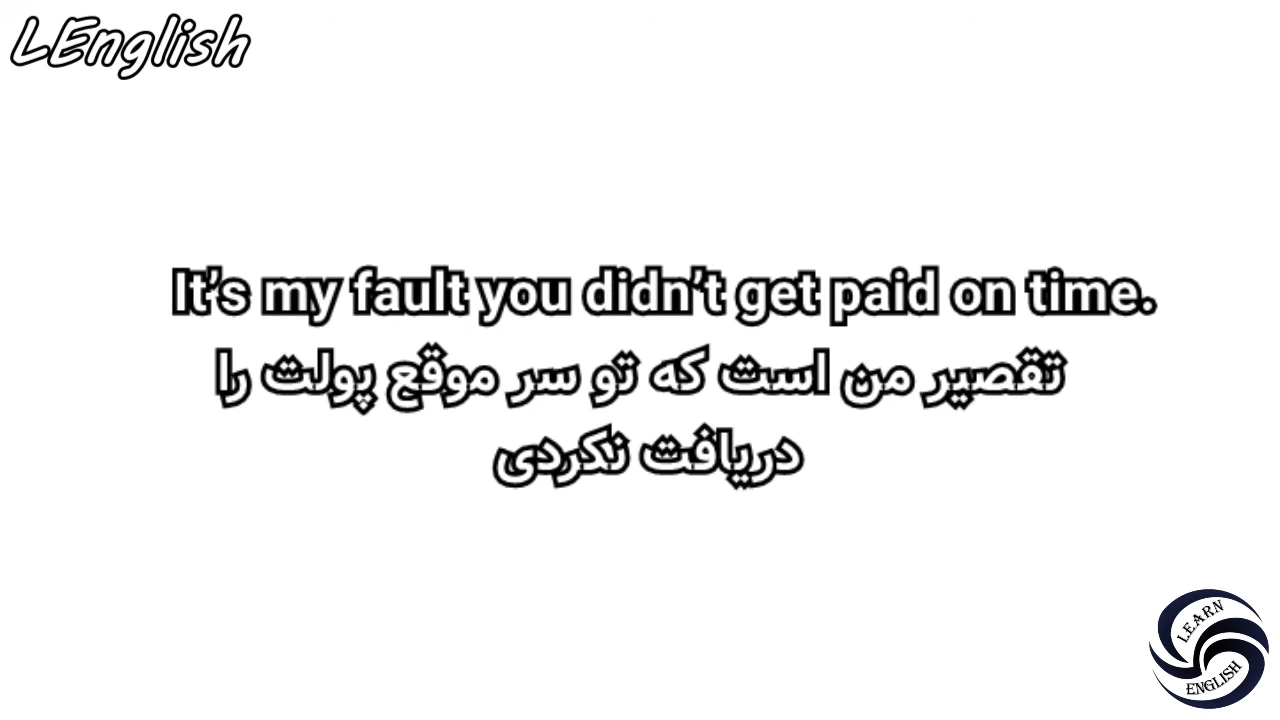 LEnglish
It's my fault you didn't get paid on time.
تقصیر من است که تو سر موقع پولت را
دریافت نکردی
LEARN
ENGLISH